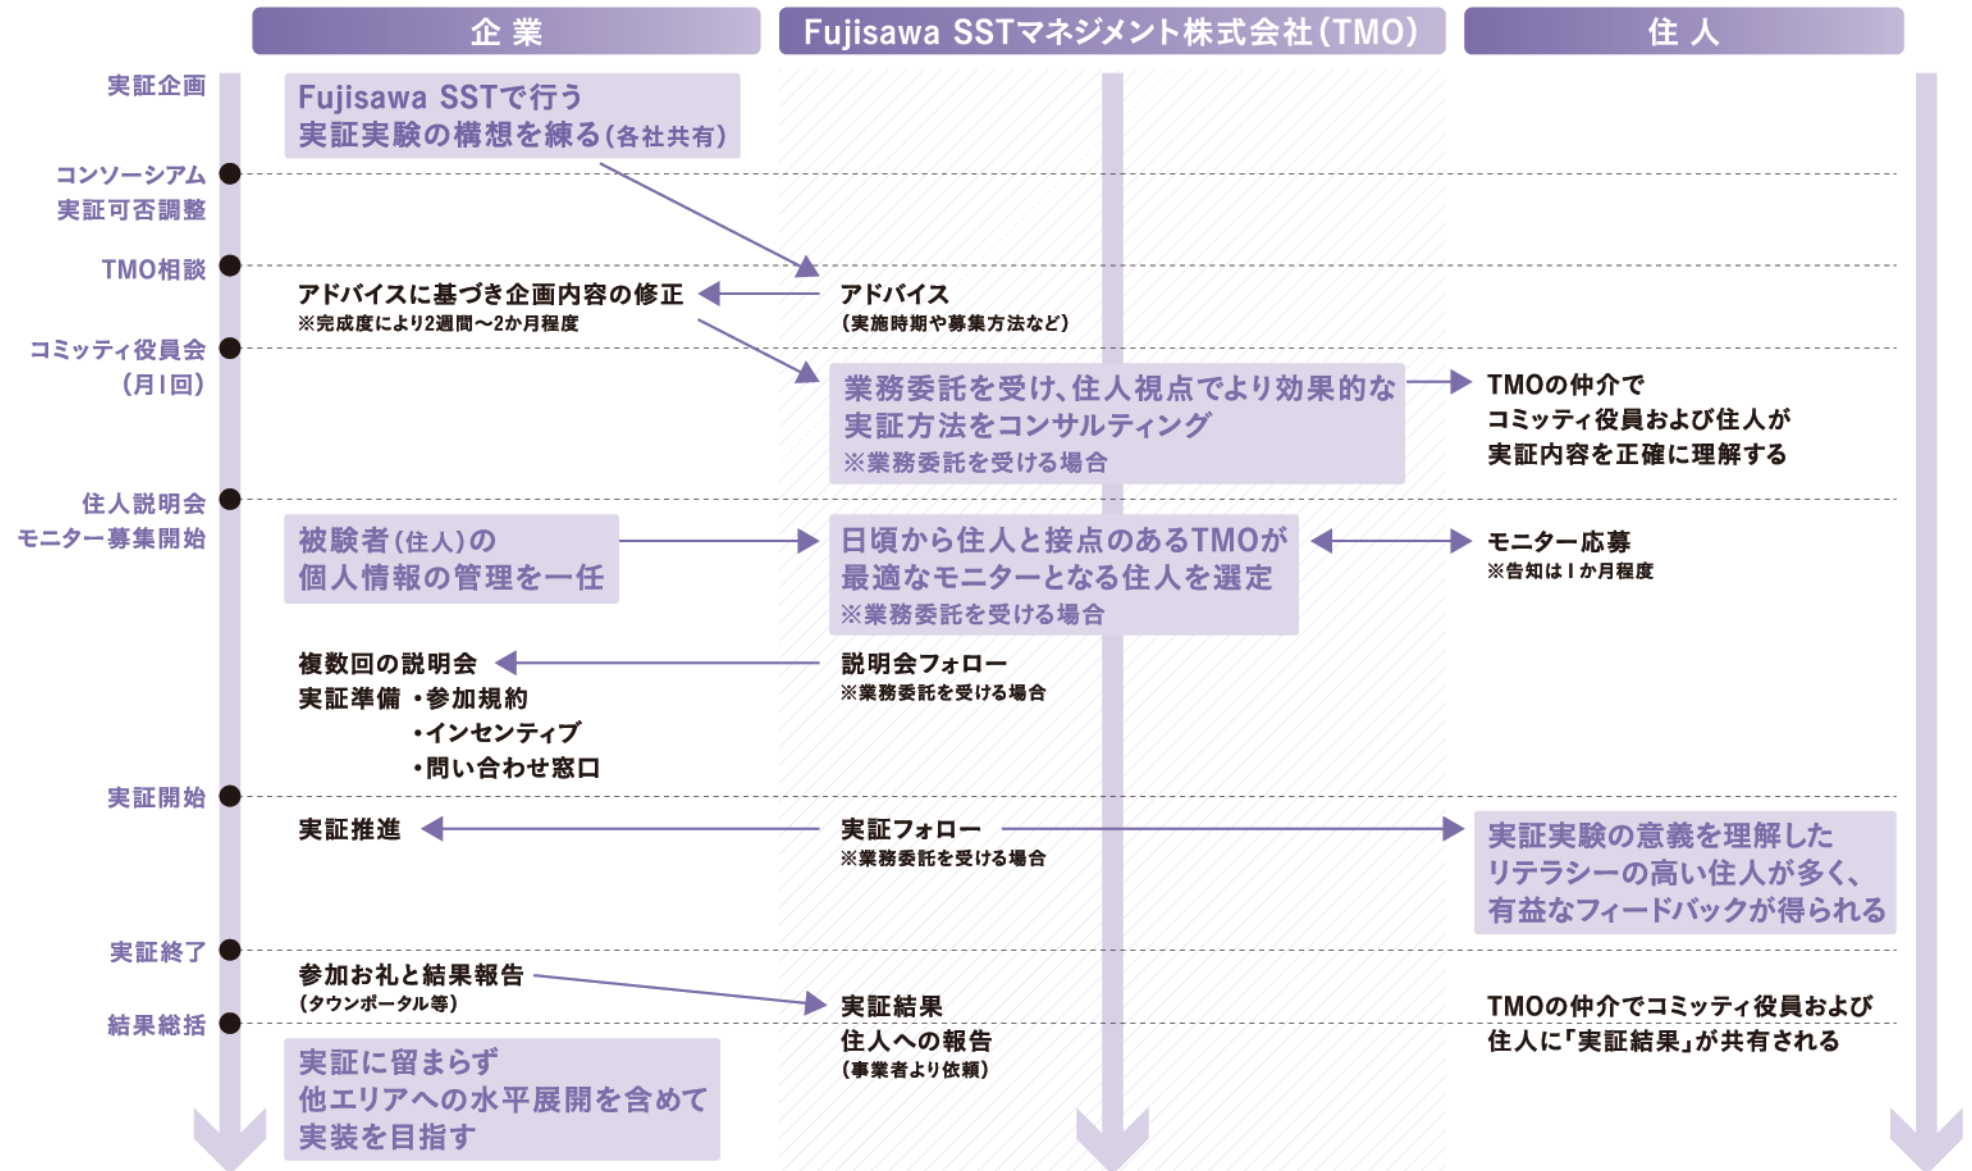 企業
Fujisawa SSTマネジメント株式会社(TMO)
住人
実証企画
Fujisawa SSTで行う
実証実験の構想を練る(各社共有)
コンソーシアム
実証可否調整
TMO相談
アドバイスに基づき企画内容の修正
※完成度により2週間〜2か月程度
アドバイス
(実施時期や募集方法など)
コミッティ役員会
(月1回)
業務委託を受け、住人視点でより効果的な
実証方法をコンサルティング
※業務委託を受ける場合
TMOの仲介で
コミッティ役員および住人が
実証内容を正確に理解する
住人説明会
モニター募集開始
被験者(住人)の
個人情報の管理を一任
日頃から住人と接点のあるTMOが
最適なモニターとなる住人を選定
※業務委託を受ける場合
モニター応募
※告知は1か月程度
複数回の説明会
実証準備・参加規約
・インセンティブ
・問い合わせ窓口
説明会フォロー
※業務委託を受ける場合
実証開始
実証推進
実証フォロー
※業務委託を受ける場合
実証実験の意義を理解した
リテラシーの高い住人が多く、
有益なフィードバックが得られる
実証終了
参加お礼と結果報告
(タウンポータル等)
結果総括
実証結果
住人への報告
(事業者より依頼)
TMOの仲介でコミッティ役員および
住人に「実証結果」が共有される
実証に留まらず
他エリアへの水平展開を含めて
実装を目指す